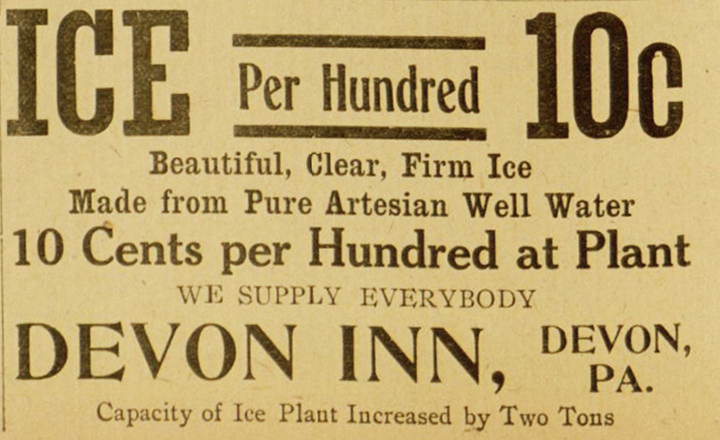 ICE Per Hundred 10c
Beautiful, Clear, Firm Ice
Made from Pure Artesian Well Water
10 Cents per Hundred at Plant
WE SUPPLY EVERYBODY
DEVON INN, DEVON, PA.
Capacity of Ice Plant Increased by Two Tons